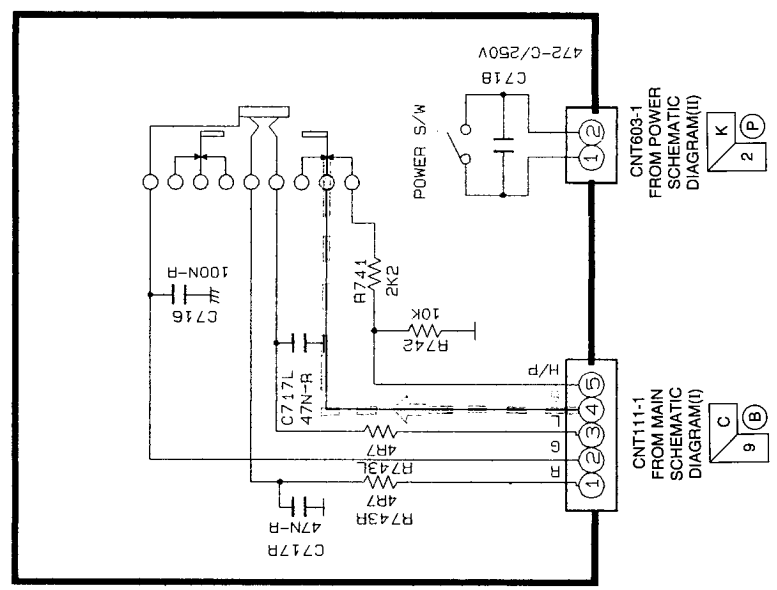 472-C/250V
C718
POWER S/W
1
2
CNT603-1
FROM POWER
SCHEMATIC
DIAGRAM(II)
K
2
P
100N-R
C716
R741
2K2
10K
R742
C717L
47N-R
H/P
L
G
R
4R7
R743L
4R7
R743R
47N-R
C717R
5
4
3
2
1
CNT111-1
FROM MAIN
SCHEMATIC
DIAGRAM(I)
C
9
B